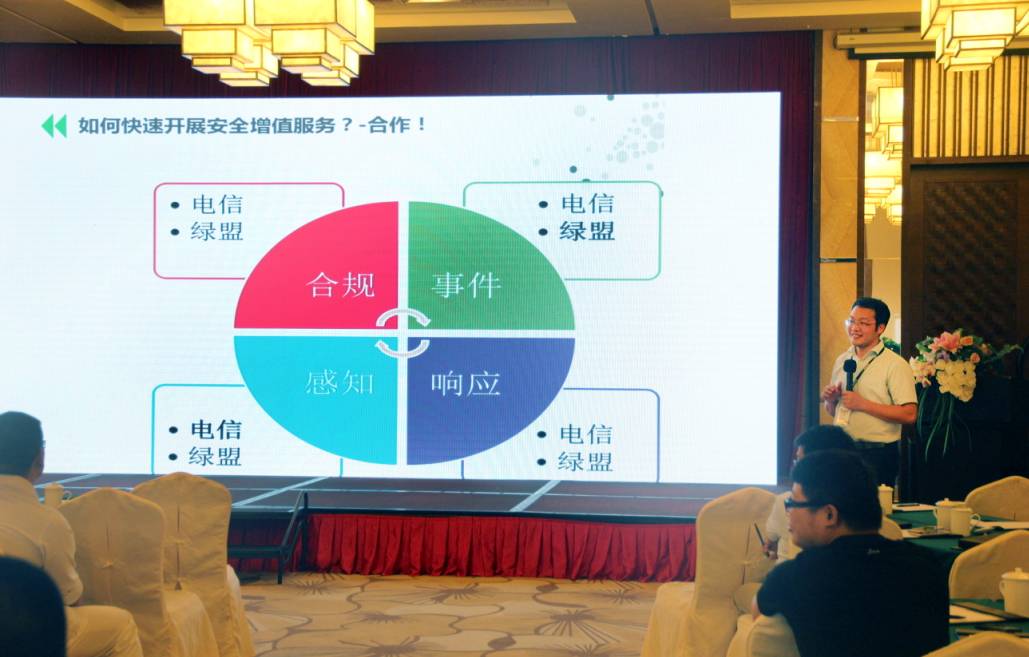 如何快速开展安全增值服务？-合作！
• 电信
• 绿盟
• 电信
• 绿盟
合规
事件
感知
响应
• 电信
• 绿盟
• 电信
• 绿盟